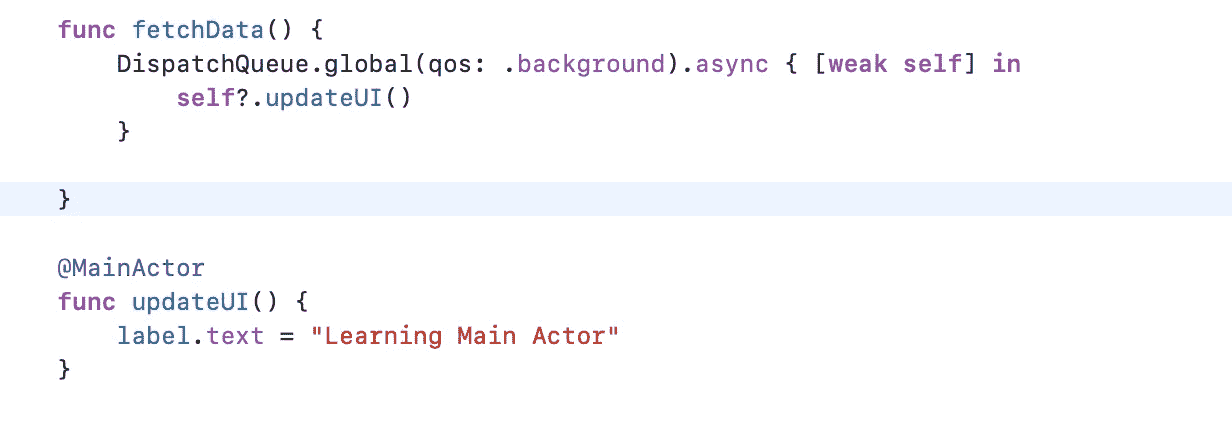 func fetchData() {
DispatchQueue.global(qos: .background).async { [weak self] in
self?.updateUI()
}
}
@MainActor
func updateUI() {
label.text = "Learning Main Actor"
}